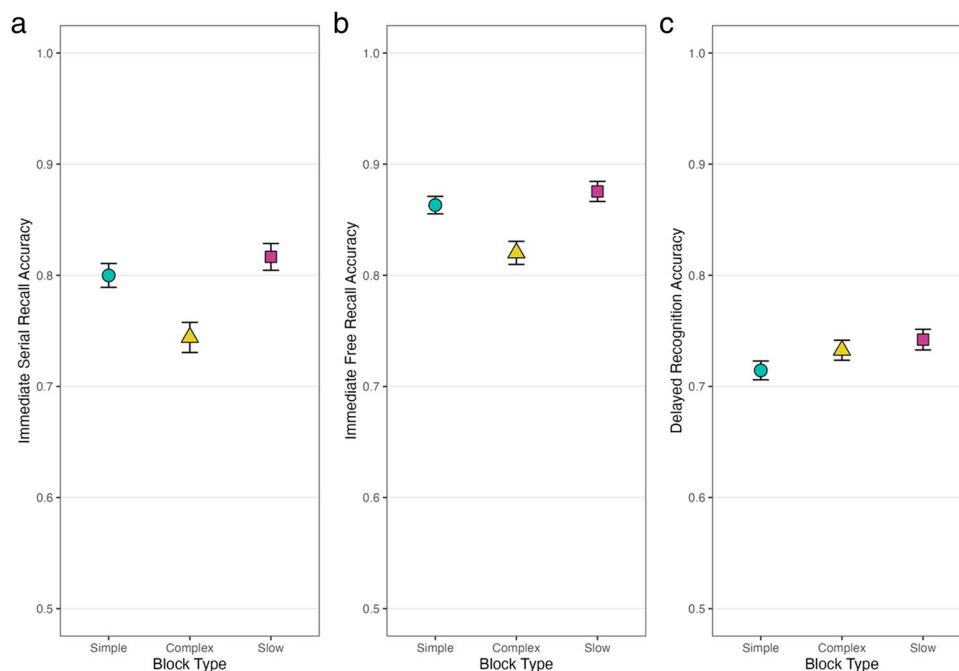 a
Immediate Serial Recall Accuracy
1.0
0.9
0.8
0.7
0.6
0.5
Simple Complex Slow
Block Type
b
Immediate Free Recall Accuracy
1.0
0.9
0.8
0.7
0.6
0.5
Simple Complex Slow
Block Type
c
Delayed Recognition Accuracy
1.0
0.9
0.8
0.7
0.6
0.5
Simple Complex Slow
Block Type